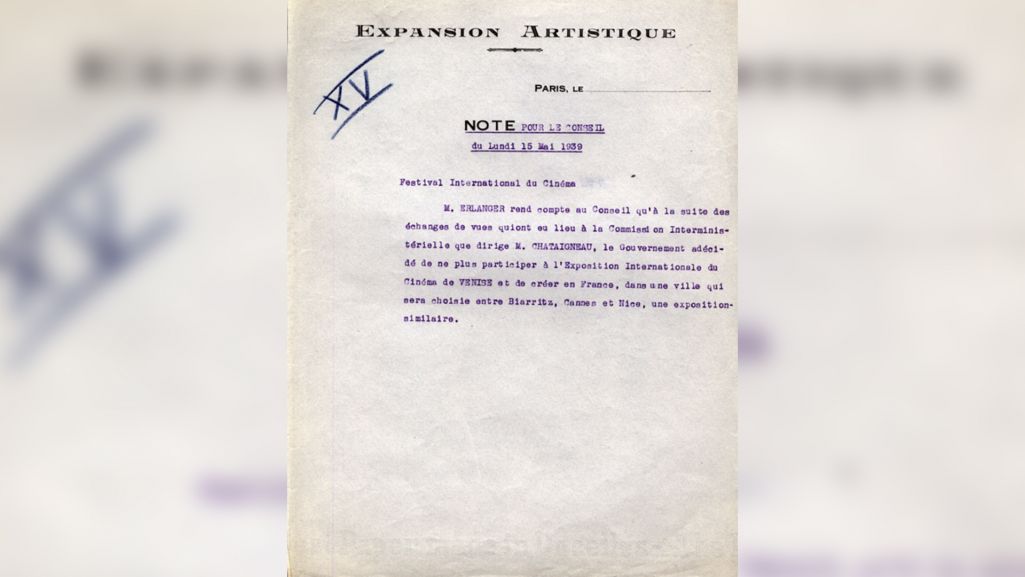 EXPANSION ARTISTIQUE
XV
PARIS, LE
NOTE POUR LE CONSEIL
du Lundi 15 Mai 1939
Festival International du Cinéma
M. ERLANGER rend compte au Conseil qu'à la suite des
échanges de vues quiont eu lieu à la Commission Interminis-
térielle que dirige M. CHATAIGNEAU, le Gouvernement adéci-
dé de ne plus participer à l'Exposition Internationale du
Cinéma de VENISE et de créer en France, dans une ville qui
sera choisie entre Biarritz, Cannes et Nice, une exposition-
similaire.